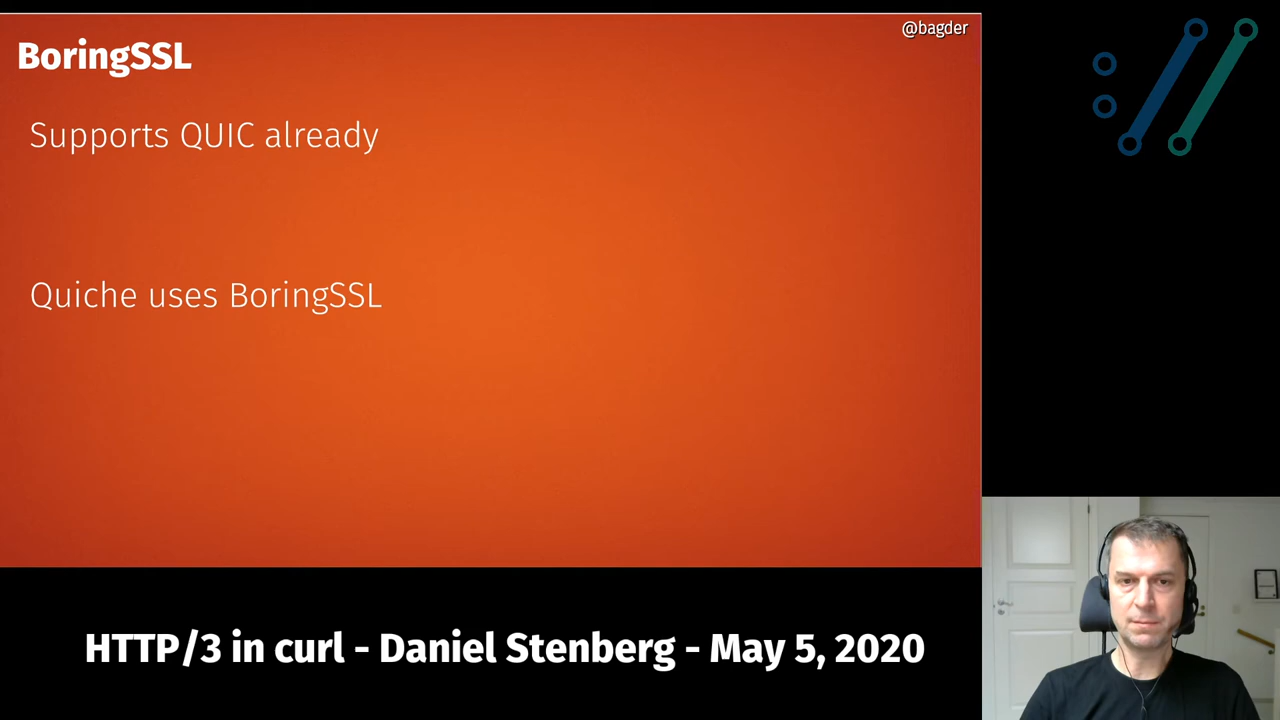 @bagder
BoringSSL
Supports QUIC already
Quiche uses BoringSSL
HTTP/3 in curl - Daniel Stenberg - May 5, 2020